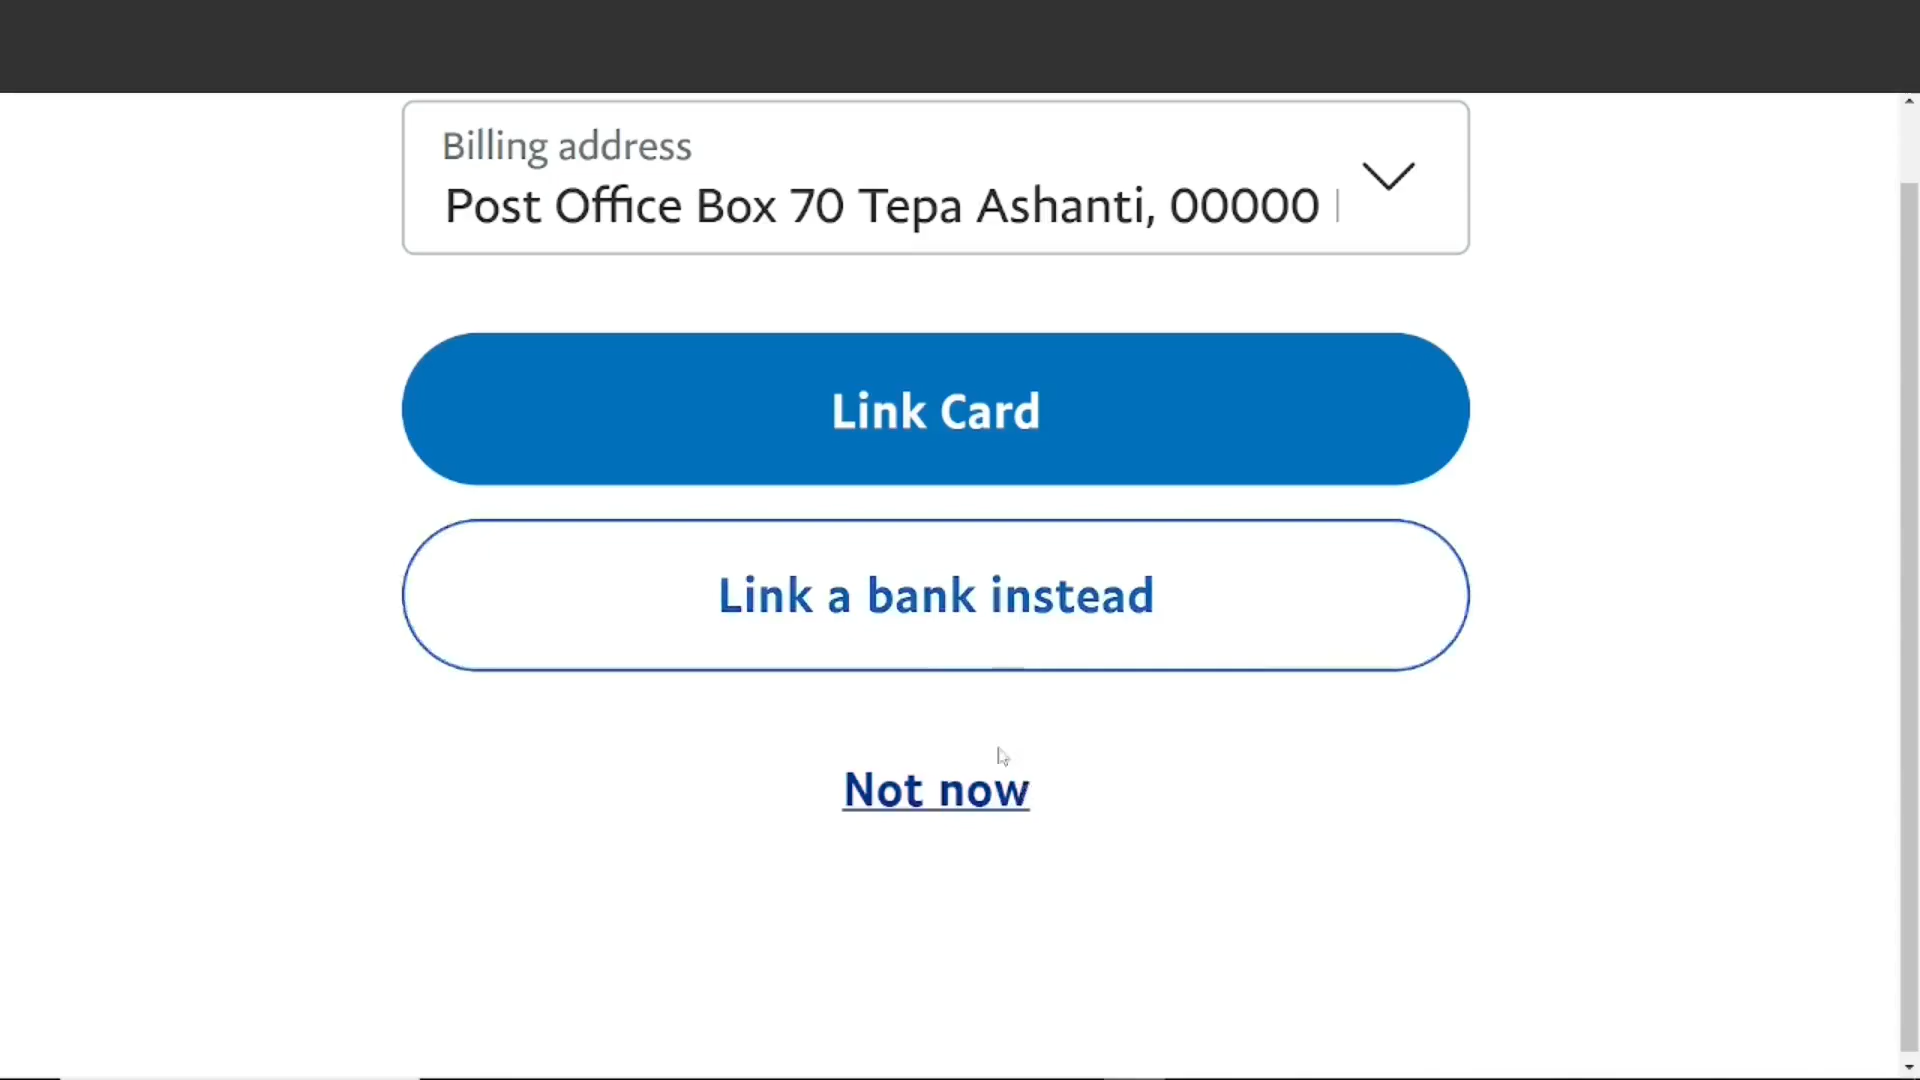 Billing address
Post Office Box 70 Tepa Ashanti, 00000
Link Card
Link a bank instead
Not now